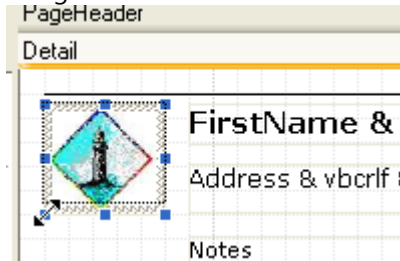 PageHeader
Detail
FirstName &
Address & vbcrlf
Notes